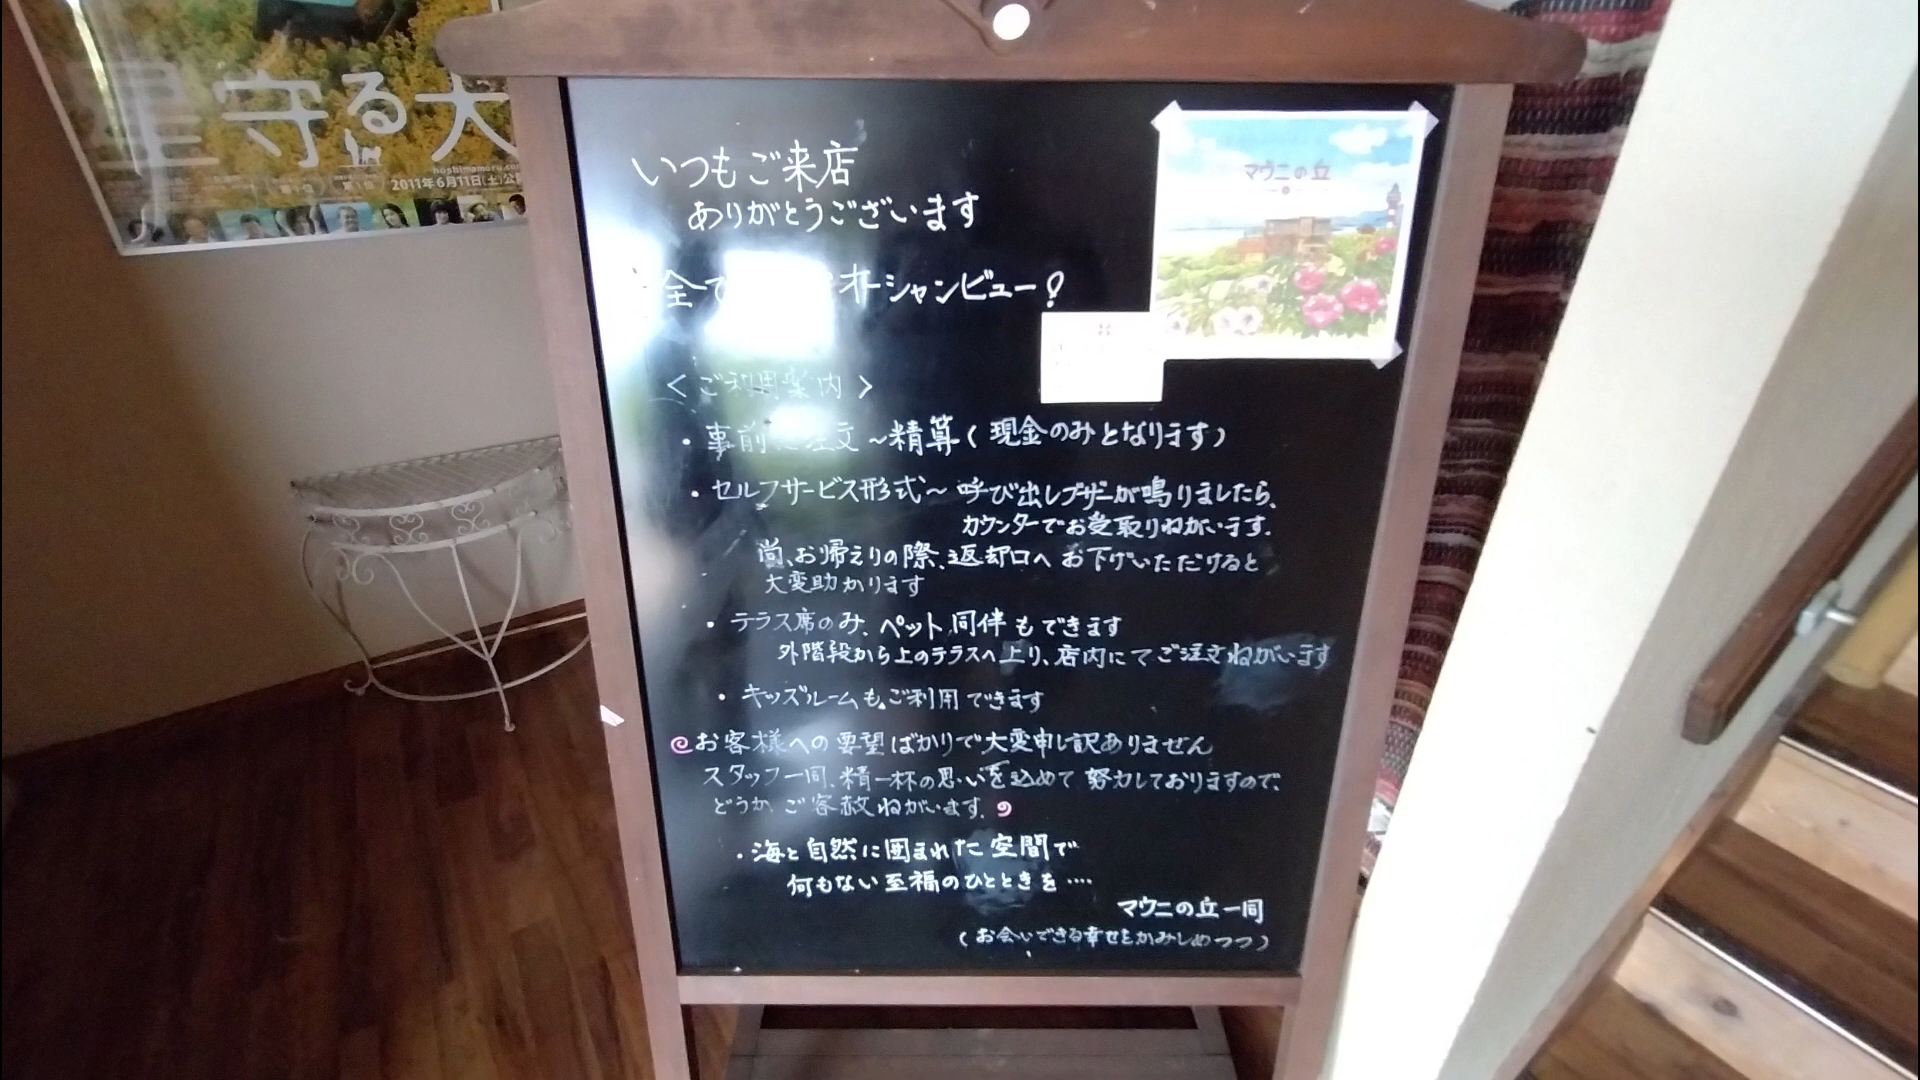 星守る犬
hoshimamoru.com
2011年6月11日(土)公開
いつもご来店
ありがとうございます
全て オーシャンビュー!
マウニの丘
<ご利用案内>
・事前ご注文~精算(現金のみとなります)
・セルフサービス形式~呼び出しブザーが鳴りましたら、
カウンターでお受取りねがいます。
尚、お帰えりの際、返却口へお下げいただけると
大変助かります
・テラス席のみ、ペット同伴もできます
外階段から上のテラスへ上り、店内にてご注文ねがいます
・キッズルームもご利用できます
お客様への要望ばかりで大変申し訳ありません
スタッフ一同、精一杯の思いを込めて努力しておりますので、
どうか、ご容赦ねがいます。
・海と自然に囲まれた空間で
何もない至福のひとときを‥‥
マウニの丘一同
(お会いできる幸せをかみしめつつ)